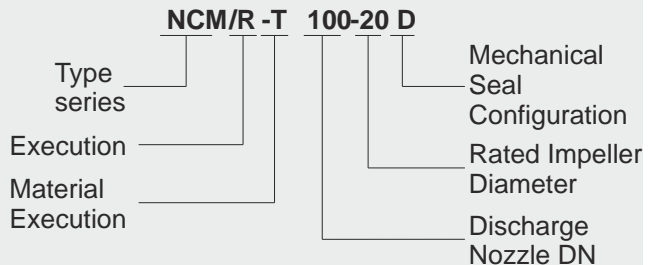 NCM/R -T 100-20 D
Type
series
Execution
Material
Execution
Mechanical
Seal
Configuration
Rated Impeller
Diameter
Discharge
Nozzle DN